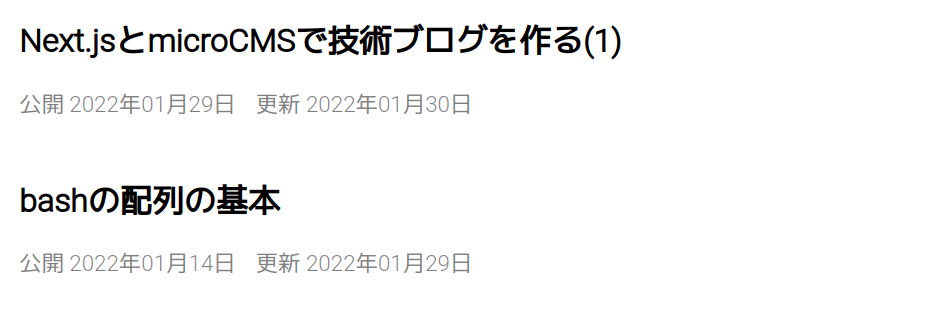 Next.jsとmicroCMSで技術ブログを作る(1)
公開 2022年01月29日　更新 2022年01月30日
bashの配列の基本
公開 2022年01月14日　更新 2022年01月29日